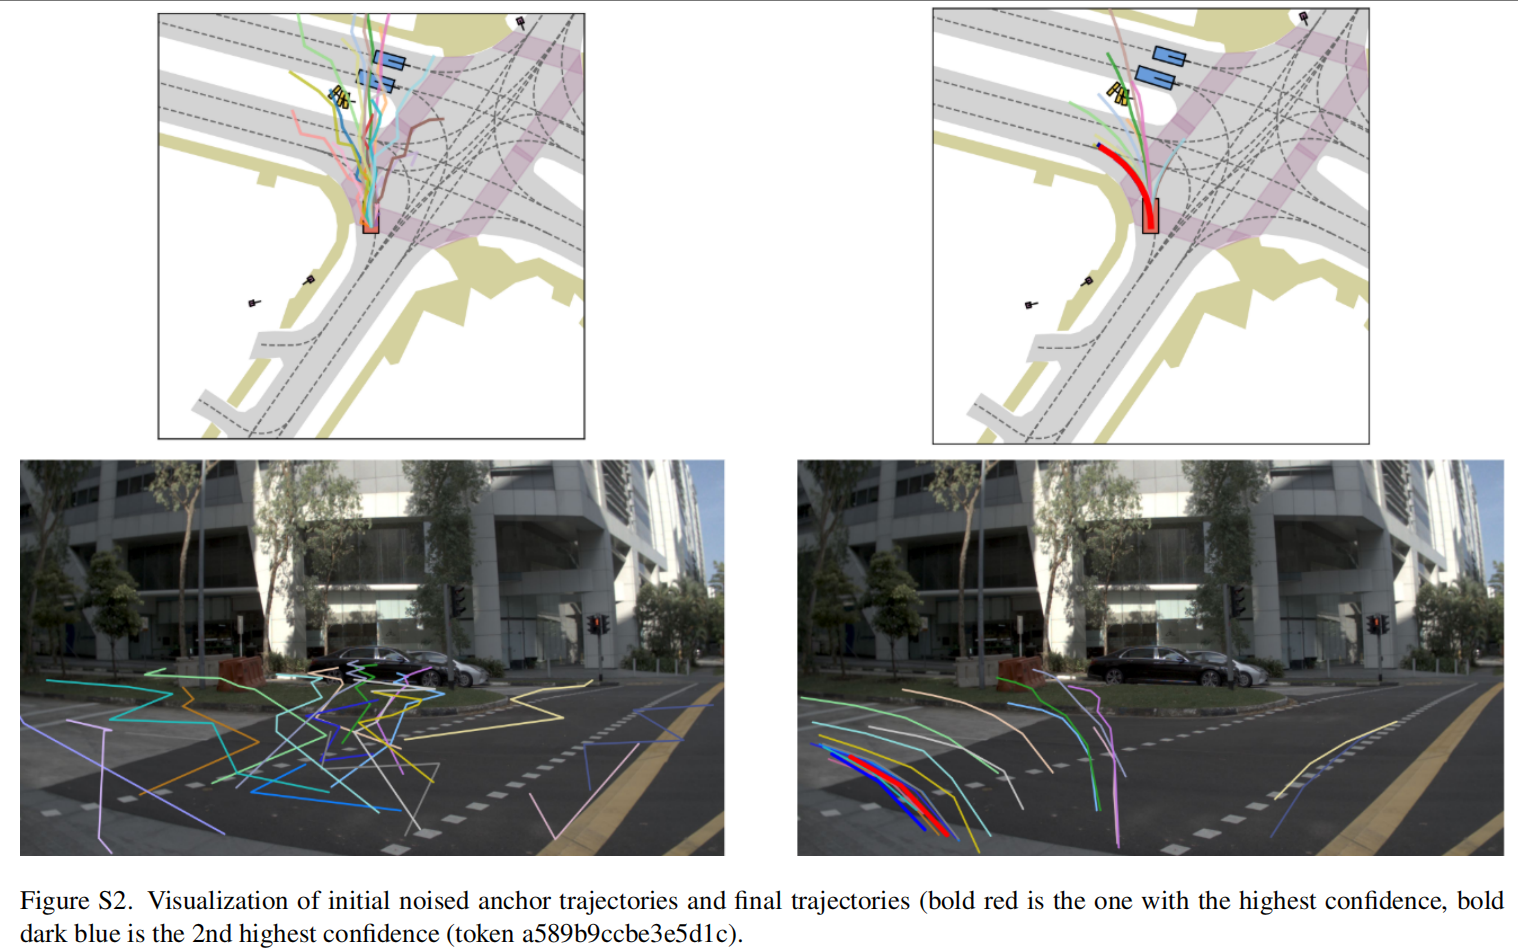 Figure S2. Visualization of initial noised anchor trajectories and final trajectories (bold red is the one with the highest confidence, bold
dark blue is the 2nd highest confidence (token a589b9ccbe3e5d1c).